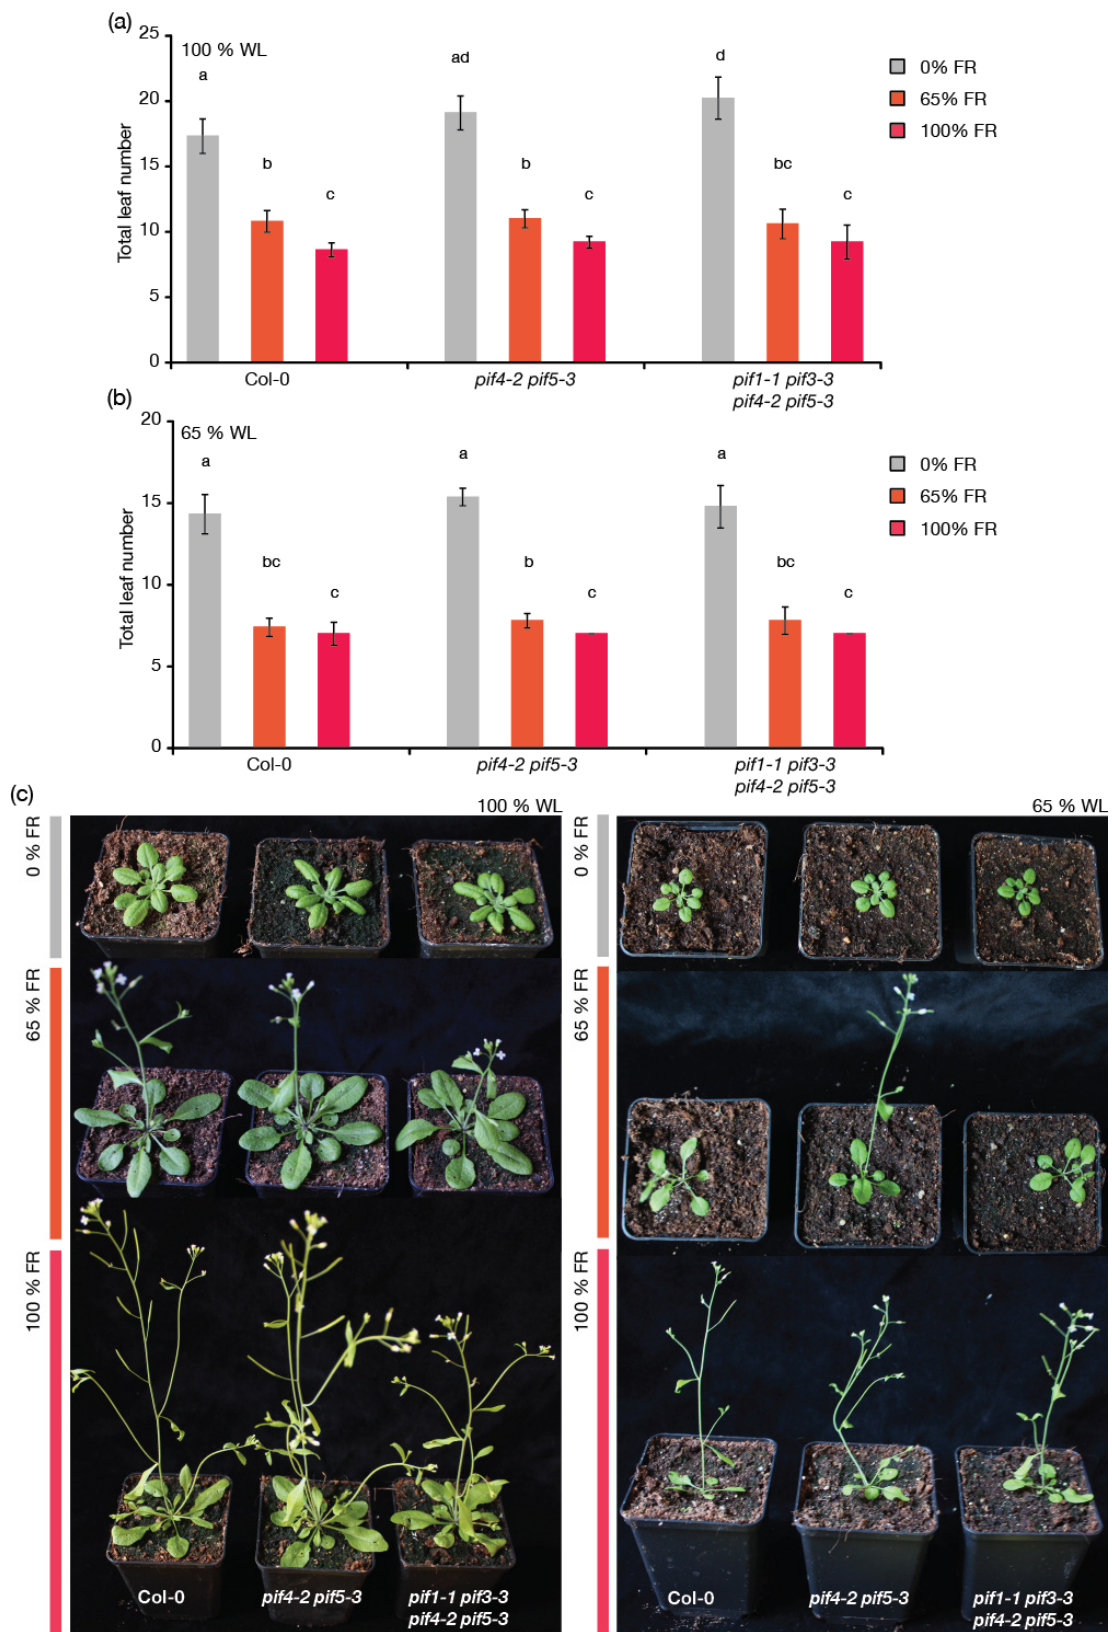 (a)
25
20
15
10
5
0
Total leaf number
100 % WL
a
b
c
ad
b
c
d
bc
c
0% FR
65% FR
100% FR
Col-0
pif4-2 pif5-3
pif1-1 pif3-3
pif4-2 pif5-3
(b)
20
15
10
5
0
Total leaf number
65 % WL
a
bc
c
a
b
c
a
bc
c
0% FR
65% FR
100% FR
Col-0
pif4-2 pif5-3
pif1-1 pif3-3
pif4-2 pif5-3
(c)
100 % WL
65 % WL
0 % FR
65 % FR
100 % FR
0 % FR
65 % FR
100 % FR
Col-0
pif4-2 pif5-3
pif1-1 pif3-3
pif4-2 pif5-3
Col-0
pif4-2 pif5-3
pif1-1 pif3-3
pif4-2 pif5-3